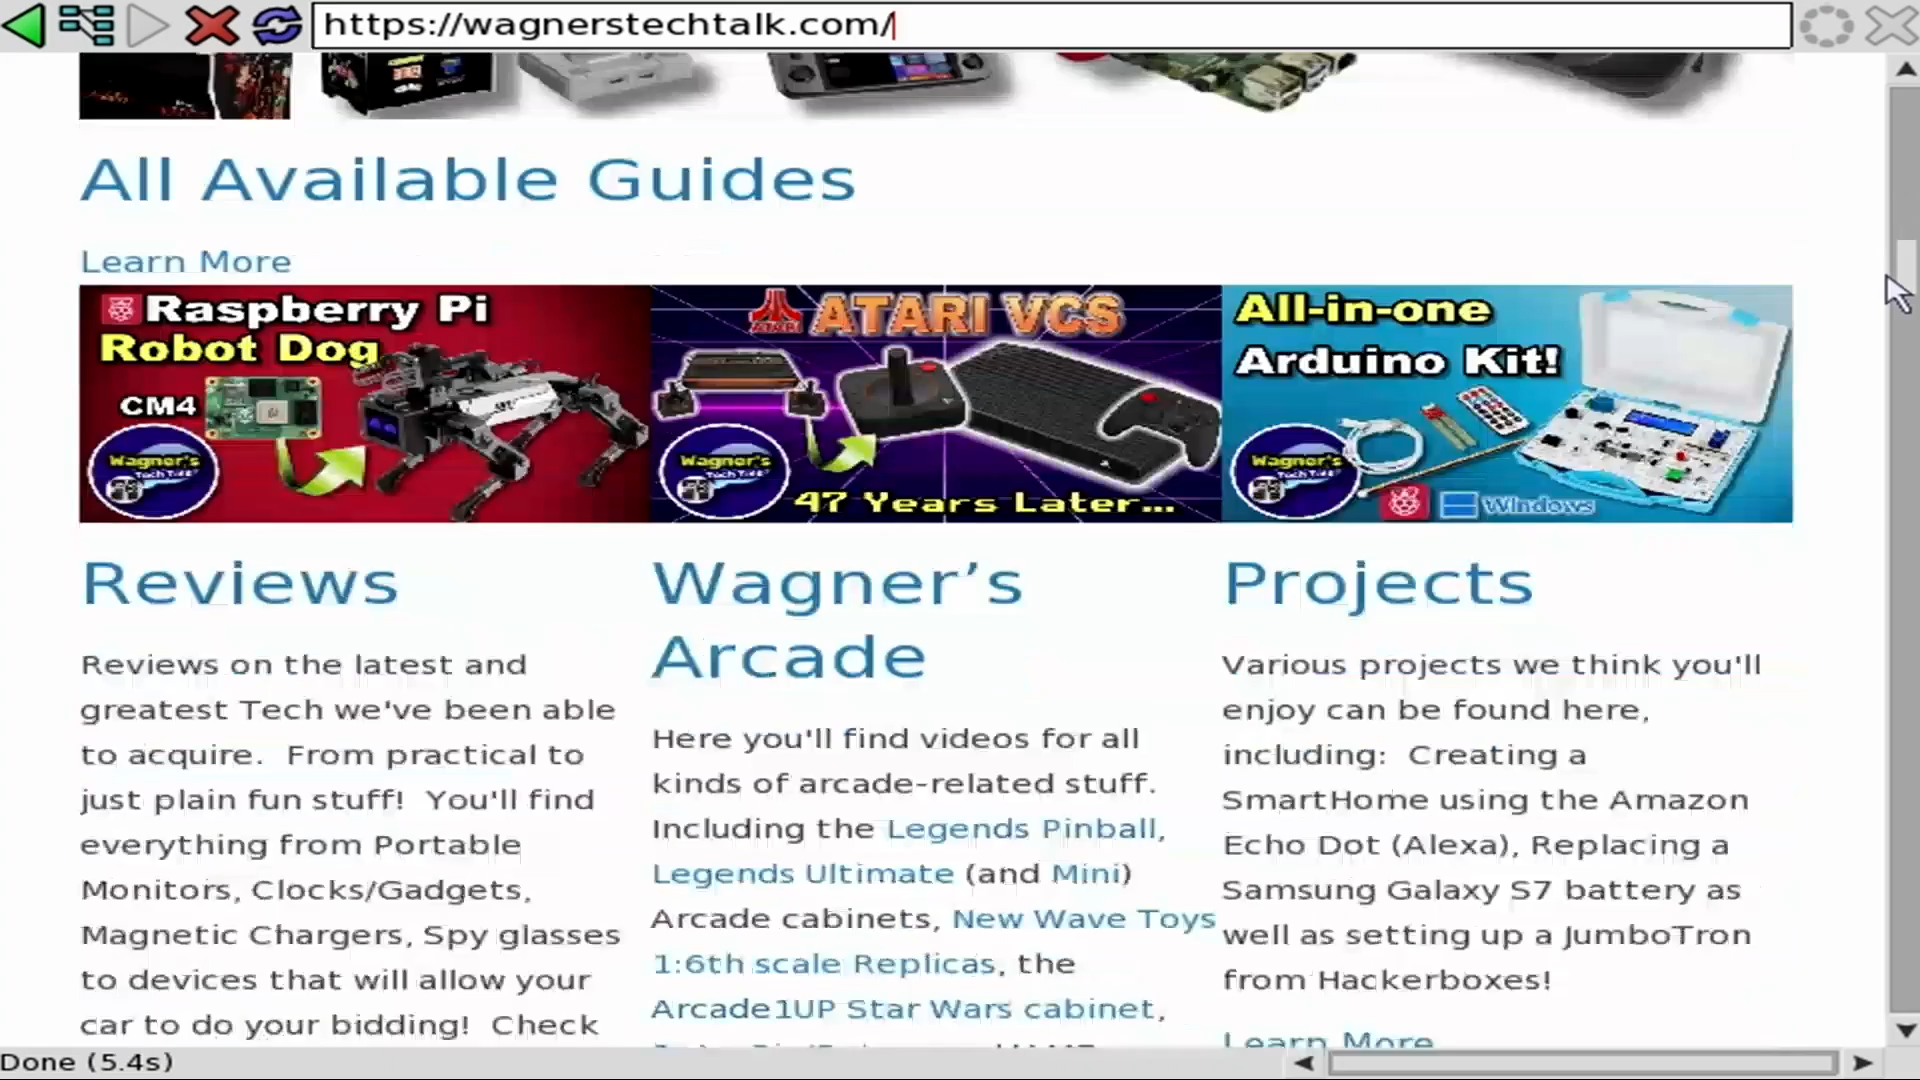 https://wagnerstechtalk.com/
All Available Guides
Learn More
Raspberry Pi
Robot Dog
CM4
Wagner's
Tech Talk
ATARI VCS
ATARI
Wagner's
Tech Talk
47 Years Later...
All-in-one
Arduino Kit!
Wagner's
Tech Talk
Windows
Reviews
Reviews on the latest and
greatest Tech we've been able
to acquire.  From practical to
just plain fun stuff!  You'll find
everything from Portable
Monitors, Clocks/Gadgets,
Magnetic Chargers, Spy glasses
to devices that will allow your
car to do your bidding!  Check
Wagner’s
Arcade
Here you'll find videos for all
kinds of arcade-related stuff.
Including the Legends Pinball,
Legends Ultimate (and Mini)
Arcade cabinets, New Wave Toys
1:6th scale Replicas, the
Arcade1UP Star Wars cabinet,
Projects
Various projects we think you'll
enjoy can be found here,
including:  Creating a
SmartHome using the Amazon
Echo Dot (Alexa), Replacing a
Samsung Galaxy S7 battery as
well as setting up a JumboTron
from Hackerboxes!
Learn More
Done (5.4s)